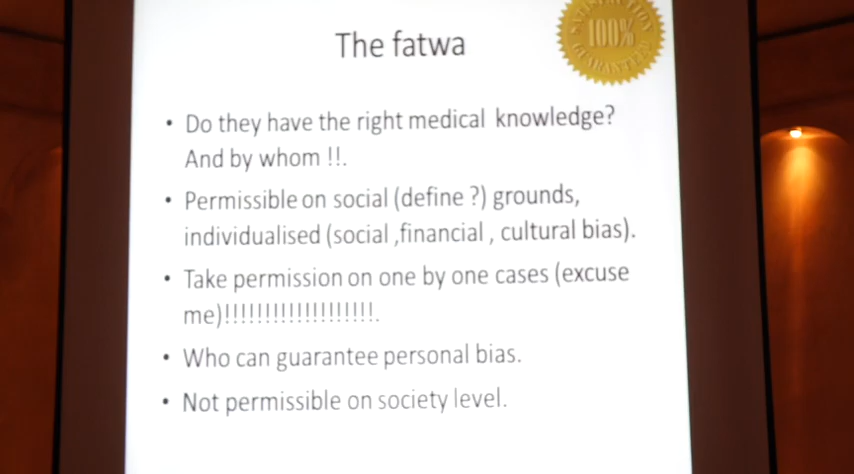 The fatwa
SATISFACTION
100%
GUARANTEED
• Do they have the right medical knowledge?
And by whom !!.
• Permissible on social (define ?) grounds,
individualised (social ,financial , cultural bias).
• Take permission on one by one cases (excuse
me)!!!!!!!!!!!!!!!!!!!.
• Who can guarantee personal bias.
• Not permissible on society level.